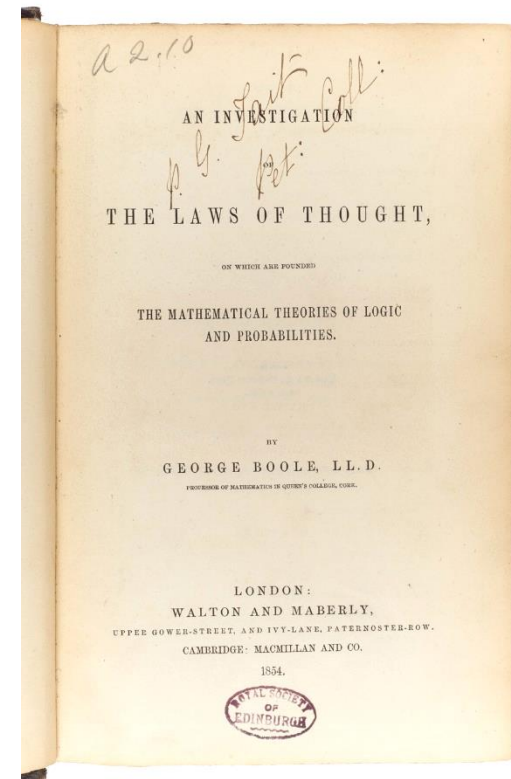 a 2.10
P. G. Tait
Pet: Coll:
AN INVESTIGATION
OF
THE LAWS OF THOUGHT,
ON WHICH ARE FOUNDED
THE MATHEMATICAL THEORIES OF LOGIC
AND PROBABILITIES.
BY
GEORGE BOOLE, LL.D.
PROFESSOR OF MATHEMATICS IN QUEEN'S COLLEGE, CORK.
LONDON:
WALTON AND MABERLY,
UPPER GOWER-STREET, AND IVY-LANE, PATERNOSTER-ROW.
CAMBRIDGE: MACMILLAN AND CO.
1854.
ROYAL SOCIETY
OF
EDINBURGH